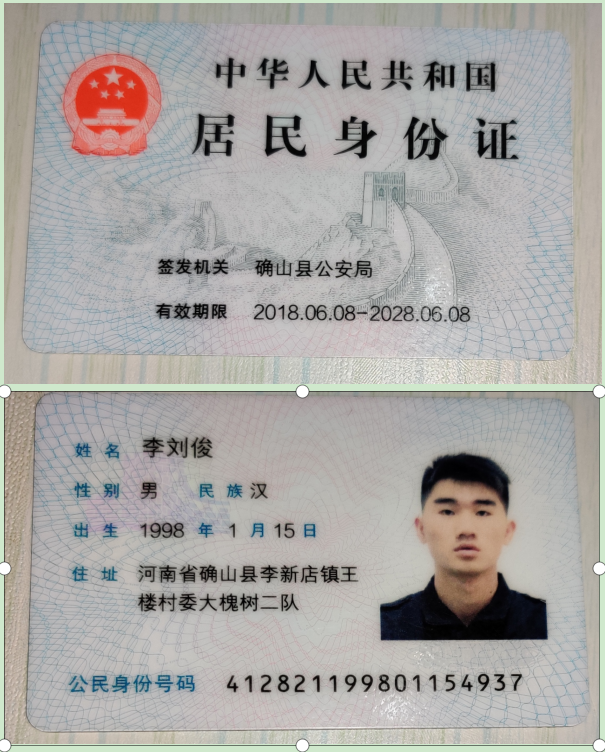 中华人民共和国
居民身份证
签发机关 确山县公安局
有效期限 2018.06.08-2028.06.08
姓名 李刘俊
性别 男 民族 汉
出生 1998 年 1 月 15 日
住址 河南省确山县李新店镇王
楼村委大槐树二队
公民身份号码 412821199801154937